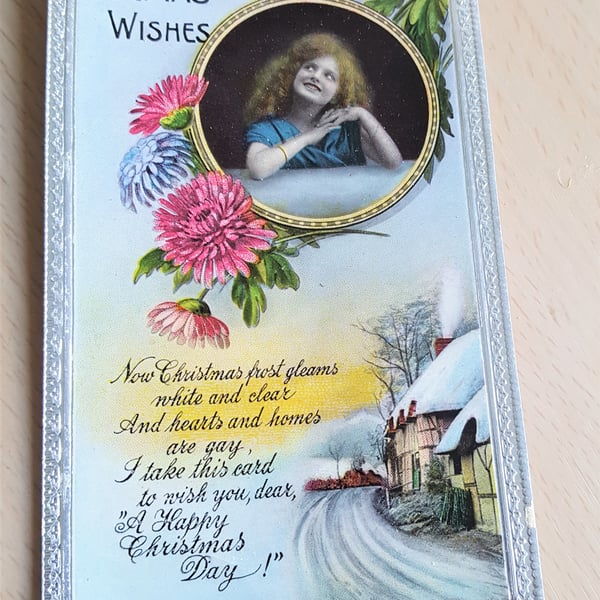 WISHES
Now Christmas frost gleams
white and clear
And hearts and homes
are gay,
I take this card
to wish you, dear,
"A Happy
Christmas
Day!"